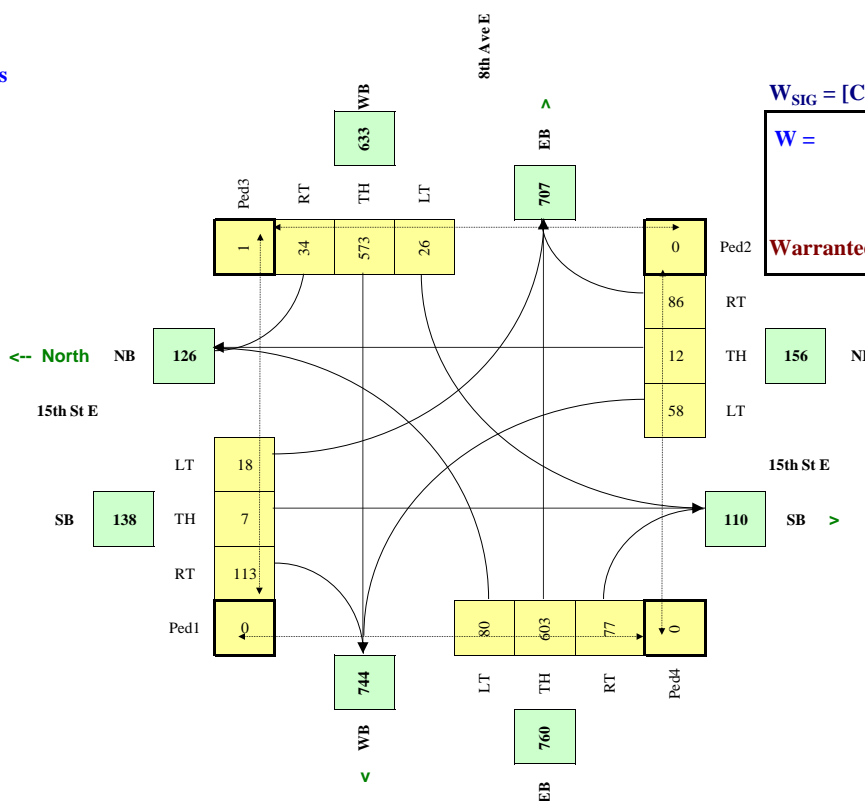 8th Ave E
s
WB
W_SIG = [C
633
EB
>
W =
Ped3
RT
TH
LT
707
1
34
573
26
0
Ped2
Warrante
86
RT
<-- North
NB
126
12
TH
156
15th St E
58
LT
LT
18
15th St E
SB
138
TH
7
110
SB
>
RT
113
Ped1
0
80
603
77
0
744
LT
TH
RT
Ped4
WB
760
>
EB